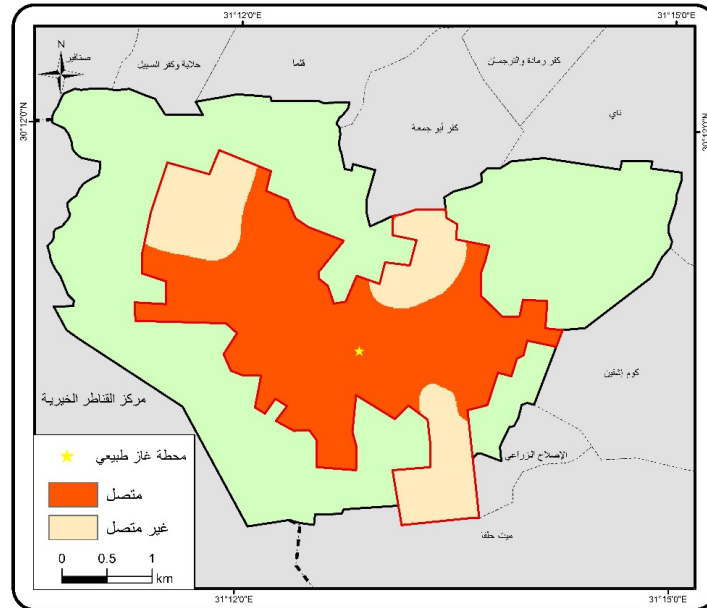 31°12'0"E
31°15'0"E
N
صنافير
حلابة وكفر السبيل
قلما
كفر رمادة والترجمان
ناي
كفر أبو جمعة
30°12'0"N
30°12'0"N
كوم إشفين
مركز القناطر الخيرية
الإصلاح الزراعي
ميت حلفا
محطة غاز طبيعي
متصل
غير متصل
0 0.5 1
km
31°12'0"E
31°15'0"E